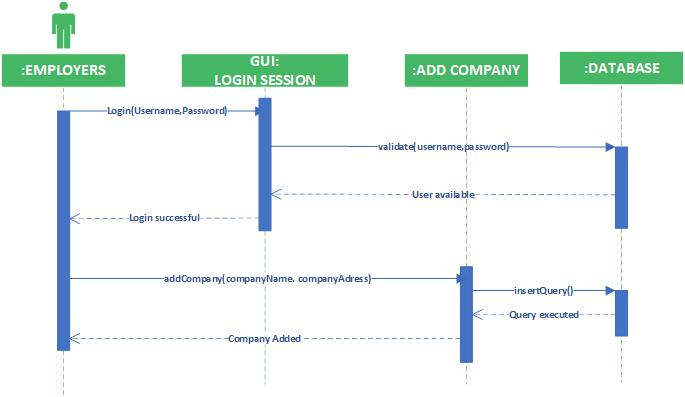 :EMPLOYERS
GUI:
LOGIN SESSION
:ADD COMPANY
:DATABASE
Login(Username,Password)
validate(username,password)
User available
Login successful
addCompany(companyName. companyAdress)
insertQuery()
Query executed
Company Added